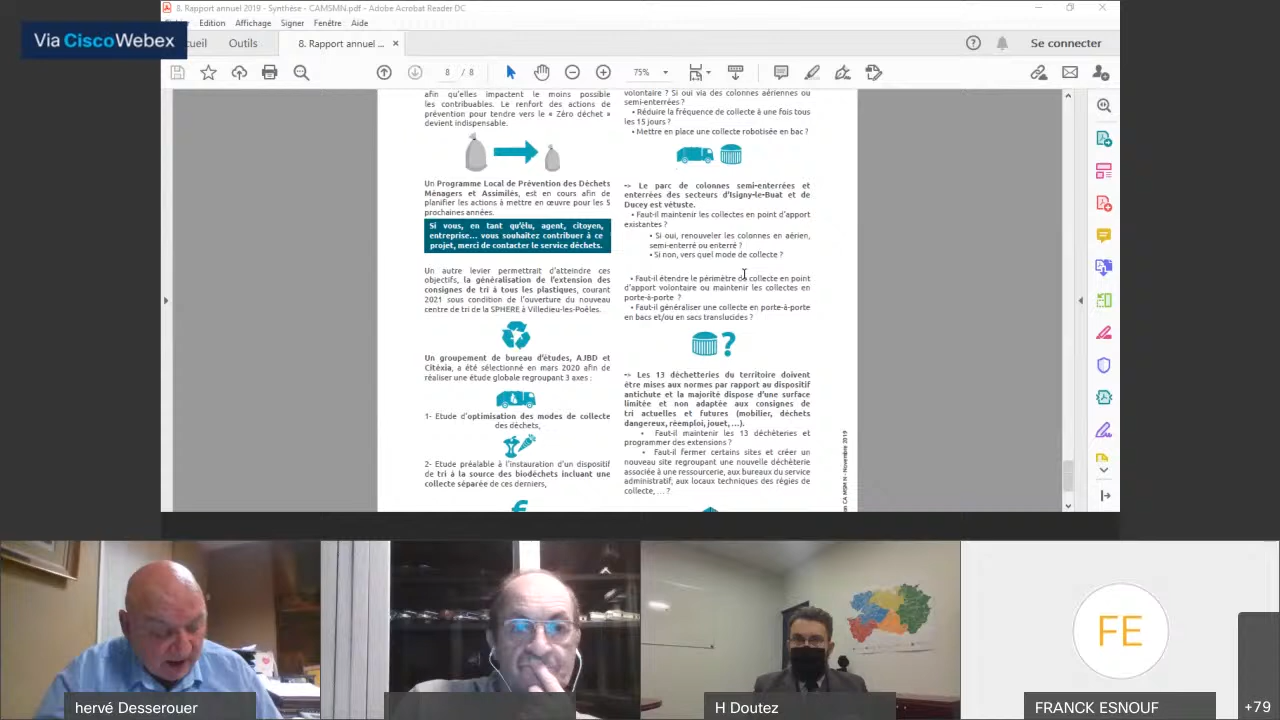 8. Rapport annuel 2019 - Synthèse - CAMSMN.pdf - Adobe Acrobat Reader DC
Edition Affichage Signer Fenêtre Aide
Via CiscoWebex
ueil Outils 8. Rapport annuel ... × Se connecter
8 / 8 75%
afin qu'elles impactent le moins possible
les contribuables. Le renfort des actions de
prévention pour tendre vers le « Zéro déchet »
devient indispensable.
Un Programme Local de Prévention des Déchets
Ménagers et Assimilés, est en cours afin de
planifier les actions à mettre en œuvre pour les 5
prochaines années.
Si vous, en tant qu'élu, agent, citoyen,
entreprise... vous souhaitez contribuer à ce
projet, merci de contacter le service déchets.
Un autre levier permettrait d'atteindre ces
objectifs, la généralisation de l'extension des
consignes de tri à tous les plastiques, courant
2021 sous condition de l'ouverture du nouveau
centre de tri de la SPHERE à Villedieu-les-Poêles.
Un groupement de bureau d'études, AJBD et
Citéxia, a été sélectionné en mars 2020 afin de
réaliser une étude globale regroupant 3 axes :
1- Etude d'optimisation des modes de collecte
des déchets,
2- Etude préalable à l'instauration d'un dispositif
de tri à la source des biodéchets incluant une
collecte séparée de ces derniers,
€
volontaire ? Si oui via des colonnes aériennes ou
semi-enterrées ?
• Réduire la fréquence de collecte à une fois tous
les 15 jours ?
• Mettre en place une collecte robotisée en bac ?
-> Le parc de colonnes semi-enterrées et
enterrées des secteurs d'Isigny-le-Buat et de
Ducey est vétuste.
• Faut-il maintenir les collectes en point d'apport
existantes ?
• Si oui, renouveler les colonnes en aérien,
semi-enterré ou enterré ?
• Si non, vers quel mode de collecte ?
• Faut-il étendre le périmètre de collecte en point
d'apport volontaire ou maintenir les collectes en
porte-à-porte ?
• Faut-il généraliser une collecte en porte-à-porte
en bacs et/ou en sacs translucides ?
?
-> Les 13 déchetteries du territoire doivent
être mises aux normes par rapport au dispositif
antichute et la majorité dispose d'une surface
limitée et non adaptée aux consignes de
tri actuelles et futures (mobilier, déchets
dangereux, réemploi, jouet, ...).
• Faut-il maintenir les 13 déchèteries et
programmer des extensions ?
• Faut-il fermer certains sites et créer un
nouveau site regroupant une nouvelle déchèterie
associée à une ressourcerie, aux bureaux du service
administratif, aux locaux techniques des régies de
collecte, ... ?
on CA MSM N - Novembre 2019
FE
hervé Desserouer
H Doutez
FRANCK ESNOUF
+79